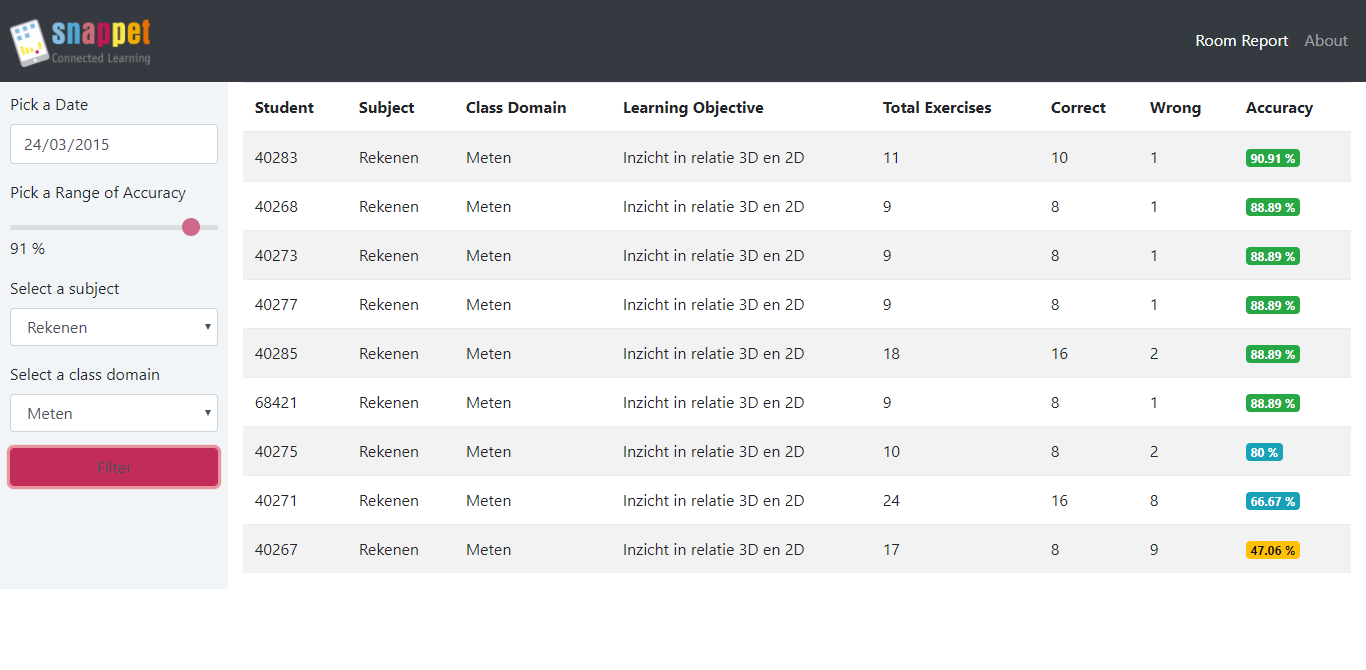 snappet
Connected Learning
Room Report About
Pick a Date
24/03/2015
Pick a Range of Accuracy
91 %
Select a subject
Rekenen
Select a class domain
Meten
Filter
Student Subject Class Domain Learning Objective Total Exercises Correct Wrong Accuracy
40283 Rekenen Meten Inzicht in relatie 3D en 2D 11 10 1 90.91 %
40268 Rekenen Meten Inzicht in relatie 3D en 2D 9 8 1 88.89 %
40273 Rekenen Meten Inzicht in relatie 3D en 2D 9 8 1 88.89 %
40277 Rekenen Meten Inzicht in relatie 3D en 2D 9 8 1 88.89 %
40285 Rekenen Meten Inzicht in relatie 3D en 2D 18 16 2 88.89 %
68421 Rekenen Meten Inzicht in relatie 3D en 2D 9 8 1 88.89 %
40275 Rekenen Meten Inzicht in relatie 3D en 2D 10 8 2 80 %
40271 Rekenen Meten Inzicht in relatie 3D en 2D 24 16 8 66.67 %
40267 Rekenen Meten Inzicht in relatie 3D en 2D 17 8 9 47.06 %